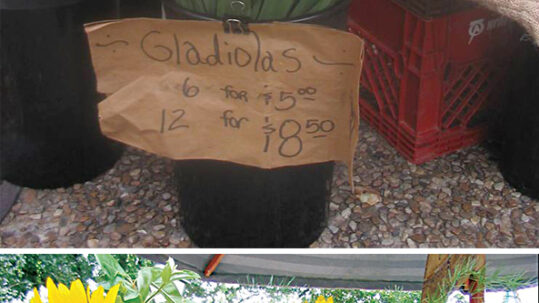 ~ Gladiolas ~
6 for $5.00
12 for $8.50